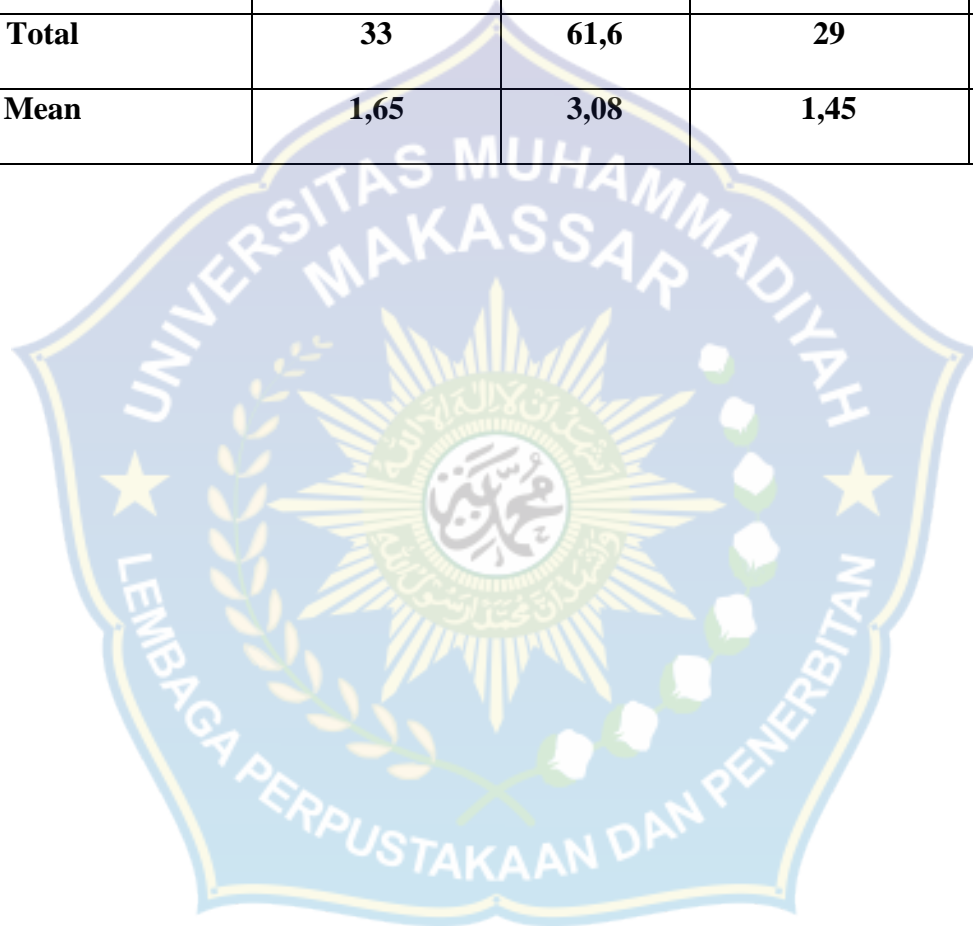 Total 33 61,6 29
Mean 1,65 3,08 1,45
UNIVERSITAS MUHAMMADIYAH
MAKASSAR
محمد
LEMBAGA PERPUSTAKAAN DAN PENERBITAN